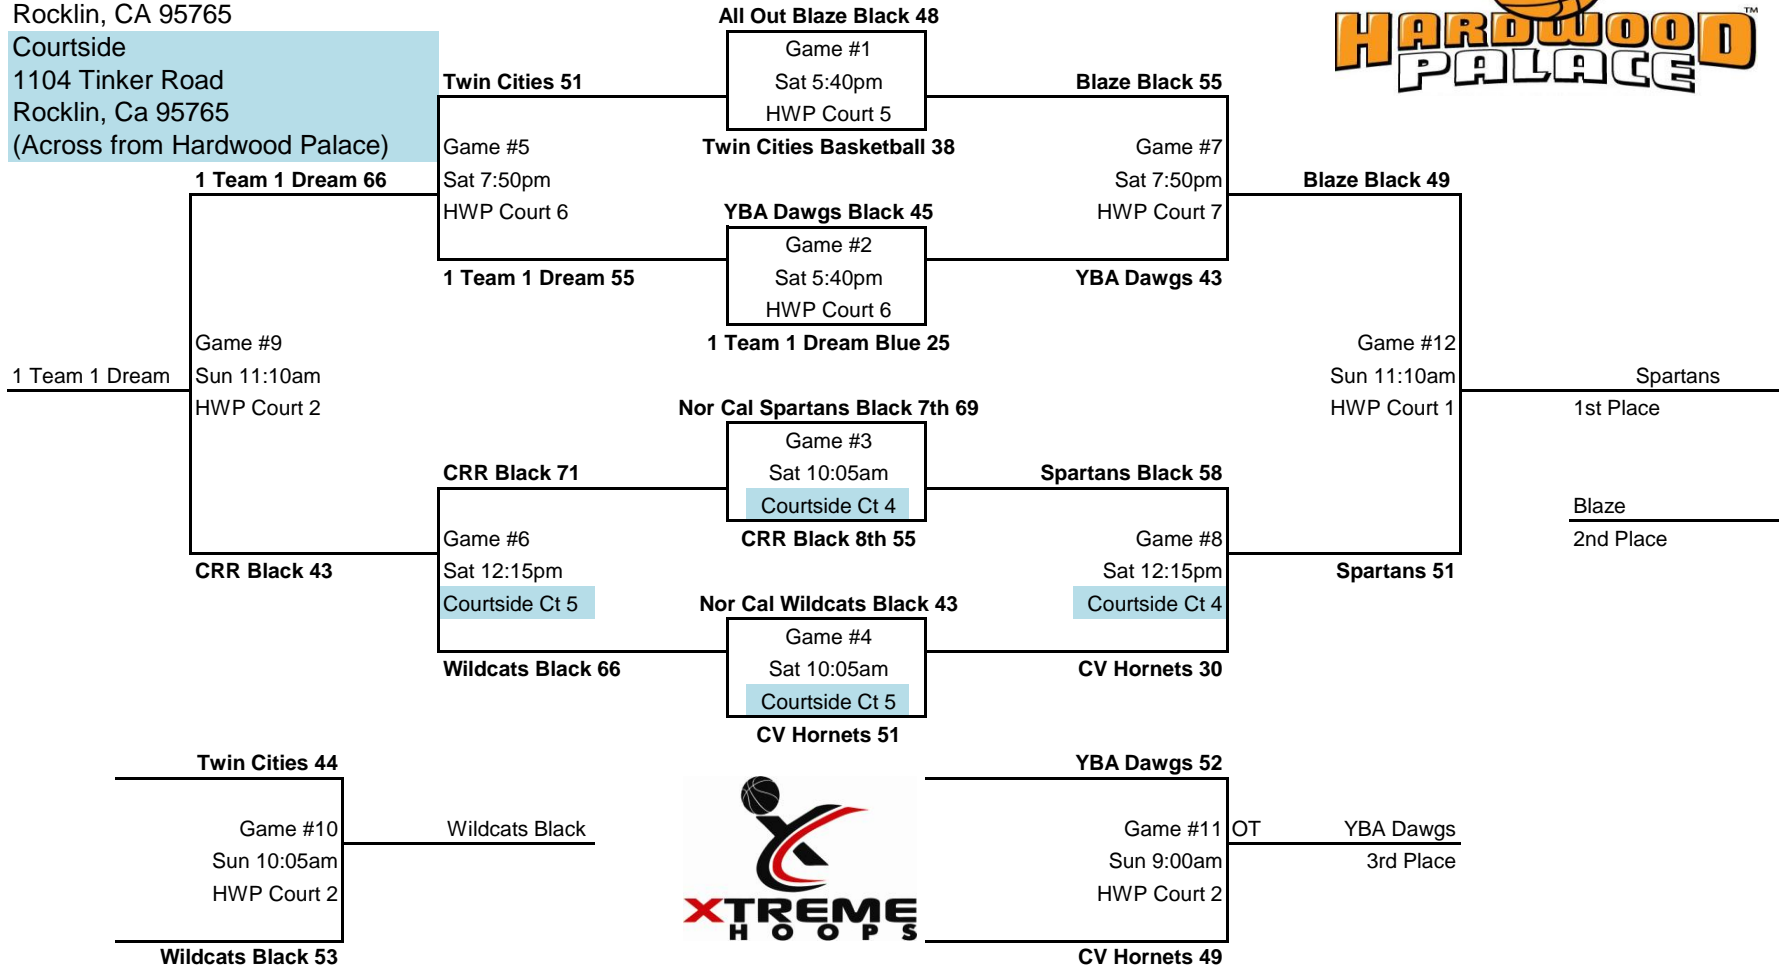 Rocklin, CA 95765
Courtside
1104 Tinker Road
Rocklin, Ca 95765
(Across from Hardwood Palace)
HARDWOOD
PALACE
TM
All Out Blaze Black 48
Game #1
Sat 5:40pm
HWP Court 5
Twin Cities Basketball 38
Twin Cities 51
Game #5
Sat 7:50pm
HWP Court 6
1 Team 1 Dream 55
Blaze Black 55
Game #7
Sat 7:50pm
HWP Court 7
YBA Dawgs 43
YBA Dawgs Black 45
Game #2
Sat 5:40pm
HWP Court 6
1 Team 1 Dream Blue 25
1 Team 1 Dream 66
Game #9
Sun 11:10am
HWP Court 2
CRR Black 43
1 Team 1 Dream
Blaze Black 49
Game #12
Sun 11:10am
HWP Court 1
Spartans 51
Spartans
1st Place
Blaze
2nd Place
Nor Cal Spartans Black 7th 69
Game #3
Sat 10:05am
Courtside Ct 4
CRR Black 8th 55
CRR Black 71
Game #6
Sat 12:15pm
Courtside Ct 5
Wildcats Black 66
Spartans Black 58
Game #8
Sat 12:15pm
Courtside Ct 4
CV Hornets 30
Nor Cal Wildcats Black 43
Game #4
Sat 10:05am
Courtside Ct 5
CV Hornets 51
Twin Cities 44
Game #10
Sun 10:05am
HWP Court 2
Wildcats Black 53
Wildcats Black
XTREME
HOOPS
YBA Dawgs 52
Game #11 OT
Sun 9:00am
HWP Court 2
CV Hornets 49
YBA Dawgs
3rd Place